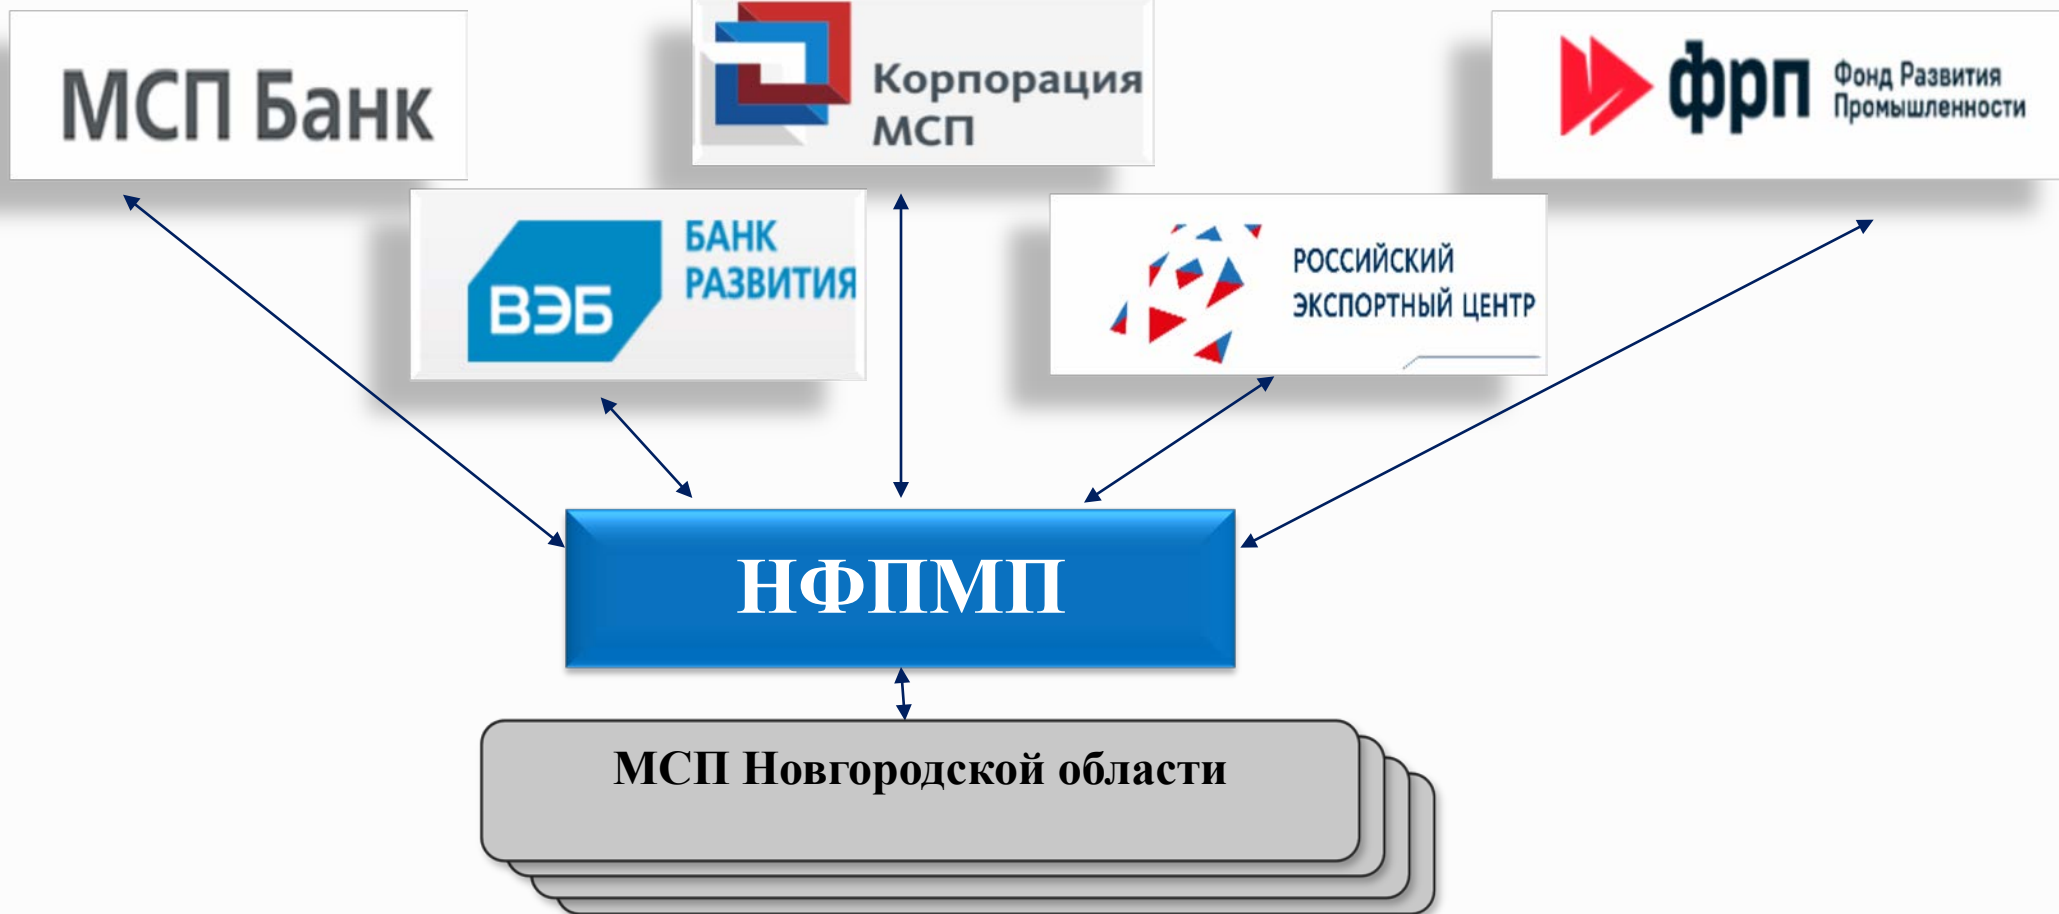 МСП Банк
Корпорация
МСП
фрп
Фонд Развития
Промышленности
ВЭБ
БАНК
РАЗВИТИЯ
РОССИЙСКИЙ
ЭКСПОРТНЫЙ ЦЕНТР
НФПМП
МСП Новгородской области